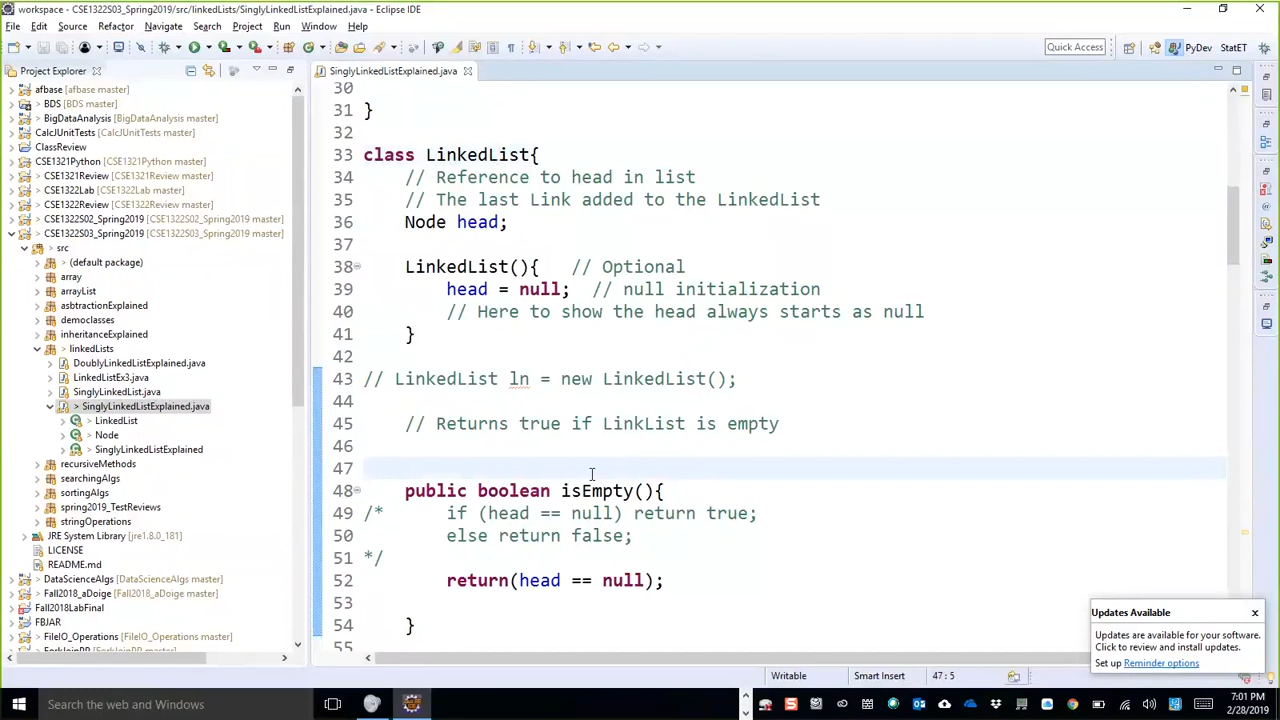 workspace - CSE1322S03_Spring2019/src/linkedLists/SinglyLinkedListExplained.java - Eclipse IDE
File Edit Source Refactor Navigate Search Project Run Window Help
Quick Access PyDev StatET
Project Explorer
SinglyLinkedListExplained.java
afbase [afbase master]
> BDS [BDS master]
> BigDataAnalysis [BigDataAnalysis master]
CalcJUnitTests [CalcJUnitTests master]
ClassReview
CSE1321Python [CSE1321Python master]
> CSE1321Review [CSE1321Review master]
> CSE1322Lab [CSE1322Lab master]
> CSE1322Review [CSE1322Review master]
> CSE1322S02_Spring2019 [CSE1322S02_Spring2019 master]
> CSE1322S03_Spring2019 [CSE1322S03_Spring2019 master]
> src
> (default package)
array
arrayList
asbtractionExplained
democlasses
inheritanceExplained
> linkedLists
DoublyLinkedListExplained.java
LinkedListEx3.java
SinglyLinkedList.java
> SinglyLinkedListExplained.java
> LinkedList
> Node
> SinglyLinkedListExplained
recursiveMethods
searchingAlgs
sortingAlgs
spring2019_TestReviews
stringOperations
JRE System Library [jre1.8.0_181]
LICENSE
README.md
> DataScienceAlgs [DataScienceAlgs master]
> Fall2018_aDoige [Fall2018_aDoige master]
Fall2018LabFinal
FBJAR
> FileIO_Operations [FileIO_Operations master]
30
31 }
32
33 class LinkedList{
34 // Reference to head in list
35 // The last Link added to the LinkedList
36 Node head;
37
38 LinkedList(){ // Optional
39 head = null; // null initialization
40 // Here to show the head always starts as null
41 }
42
43 // LinkedList ln = new LinkedList();
44
45 // Returns true if LinkList is empty
46
47
48 public boolean isEmpty(){
49 /* if (head == null) return true;
50 else return false;
51 */
52 return(head == null);
53
54 }
55
Updates Available
Updates are available for your software.
Click to review and install updates.
Set up Reminder options
Writable Smart Insert 47 : 5
Search the web and Windows
7:01 PM
2/28/2019